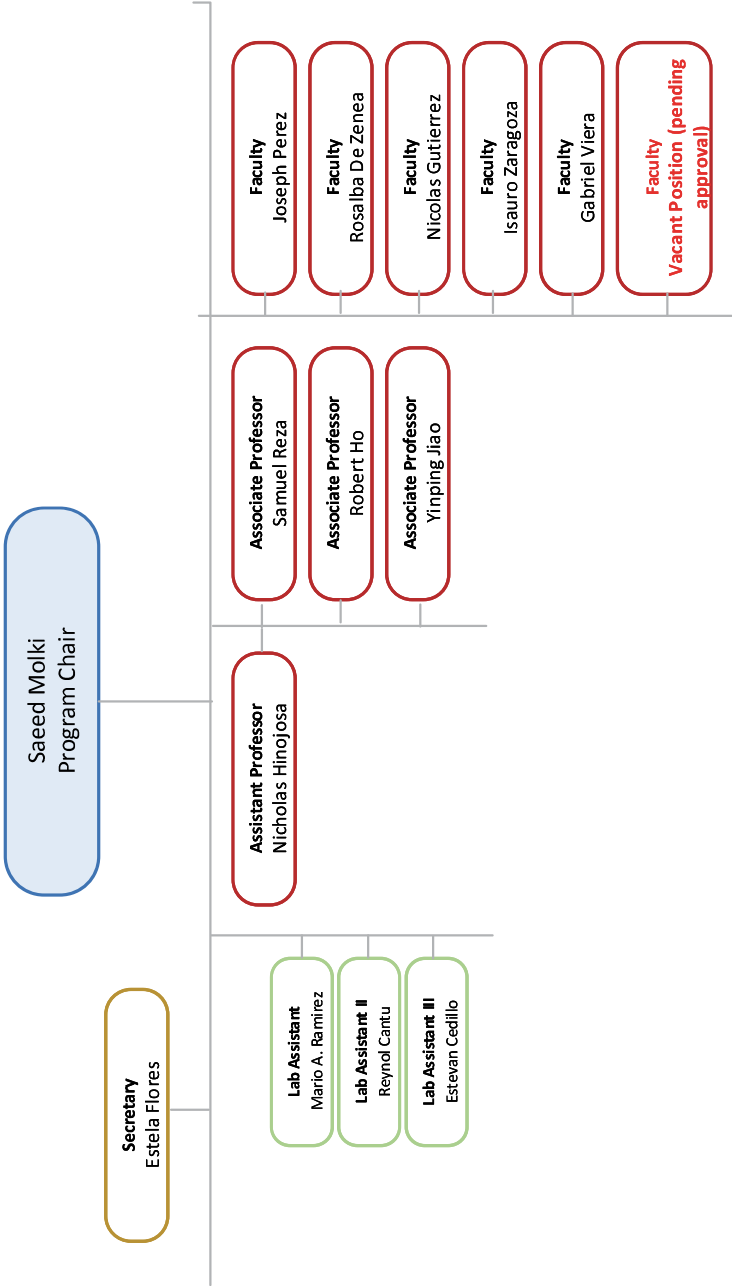 Saeed Molki
Program Chair
Secretary
Estela Flores
Lab Assistant
Mario A. Ramirez
Lab Assistant II
Reynol Cantu
Lab Assistant III
Estevan Cedillo
Assistant Professor
Nicholas Hinojosa
Associate Professor
Samuel Reza
Associate Professor
Robert Ho
Associate Professor
Yinping Jiao
Faculty
Joseph Perez
Faculty
Rosalba De Zenea
Faculty
Nicolas Gutierrez
Faculty
Isauro Zaragoza
Faculty
Gabriel Viera
Faculty
Vacant Position (pending
approval)